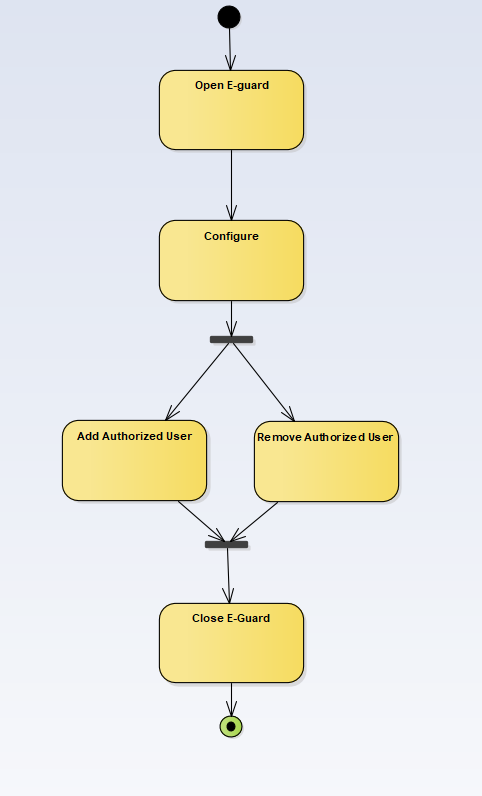 Open E-guard
Configure
Add Authorized User
Remove Authorized User
Close E-Guard